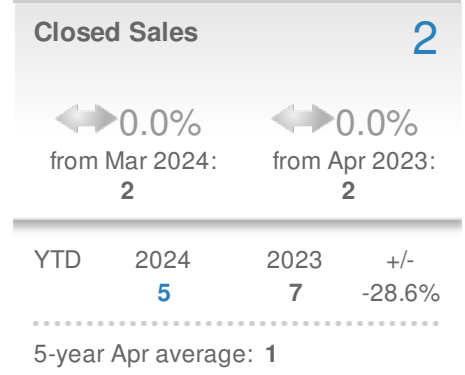 Closed Sales 2
0.0% 0.0%
from Mar 2024: from Apr 2023:
2 2
YTD 2024 2023 +/-
5 7 -28.6%
5-year Apr average: 1